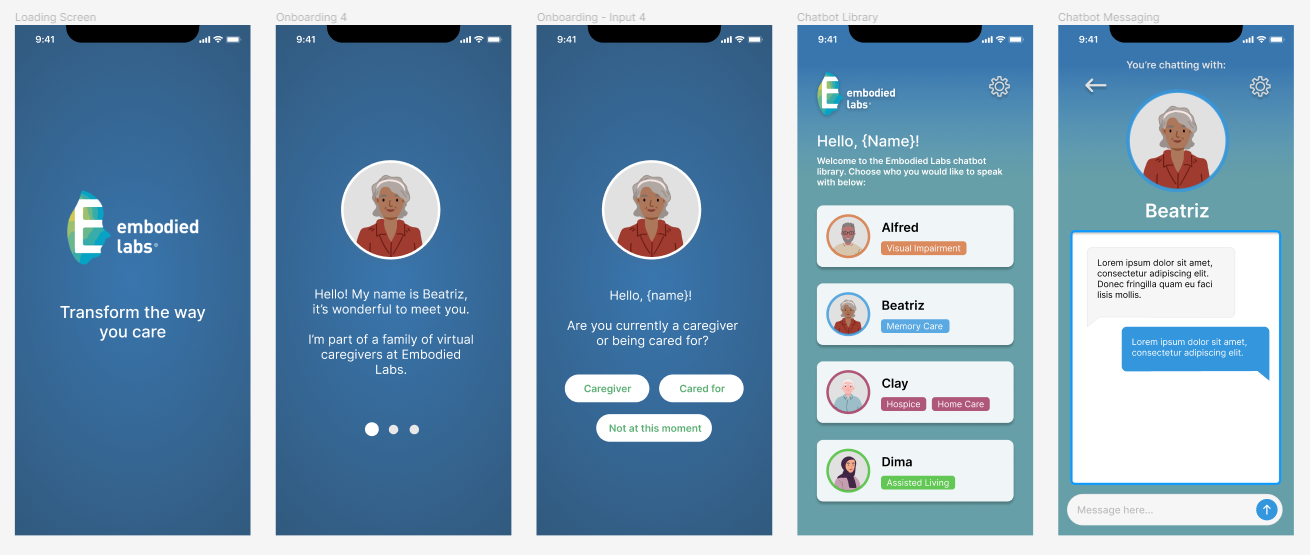 Loading Screen
9:41
embodied
labs®
Transform the way
you care
Onboarding 4
9:41
Hello! My name is Beatriz,
it's wonderful to meet you.
I'm part of a family of virtual
caregivers at Embodied
Labs.
Onboarding - Input 4
9:41
Hello, {name}!
Are you currently a caregiver
or being cared for?
Caregiver
Cared for
Not at this moment
Chatbot Library
9:41
embodied
labs®
Hello, {Name}!
Welcome to the Embodied Labs chatbot
library. Choose who you would like to speak
with below:
Alfred
Visual Impairment
Beatriz
Memory Care
Clay
Hospice
Home Care
Dima
Assisted Living
Chatbot Messaging
9:41
You're chatting with:
Beatriz
Lorem ipsum dolor sit amet,
consectetur adipiscing elit.
Donec fringilla quam eu faci
lisis mollis.
Lorem ipsum dolor sit amet,
consectetur adipiscing elit.
Message here...